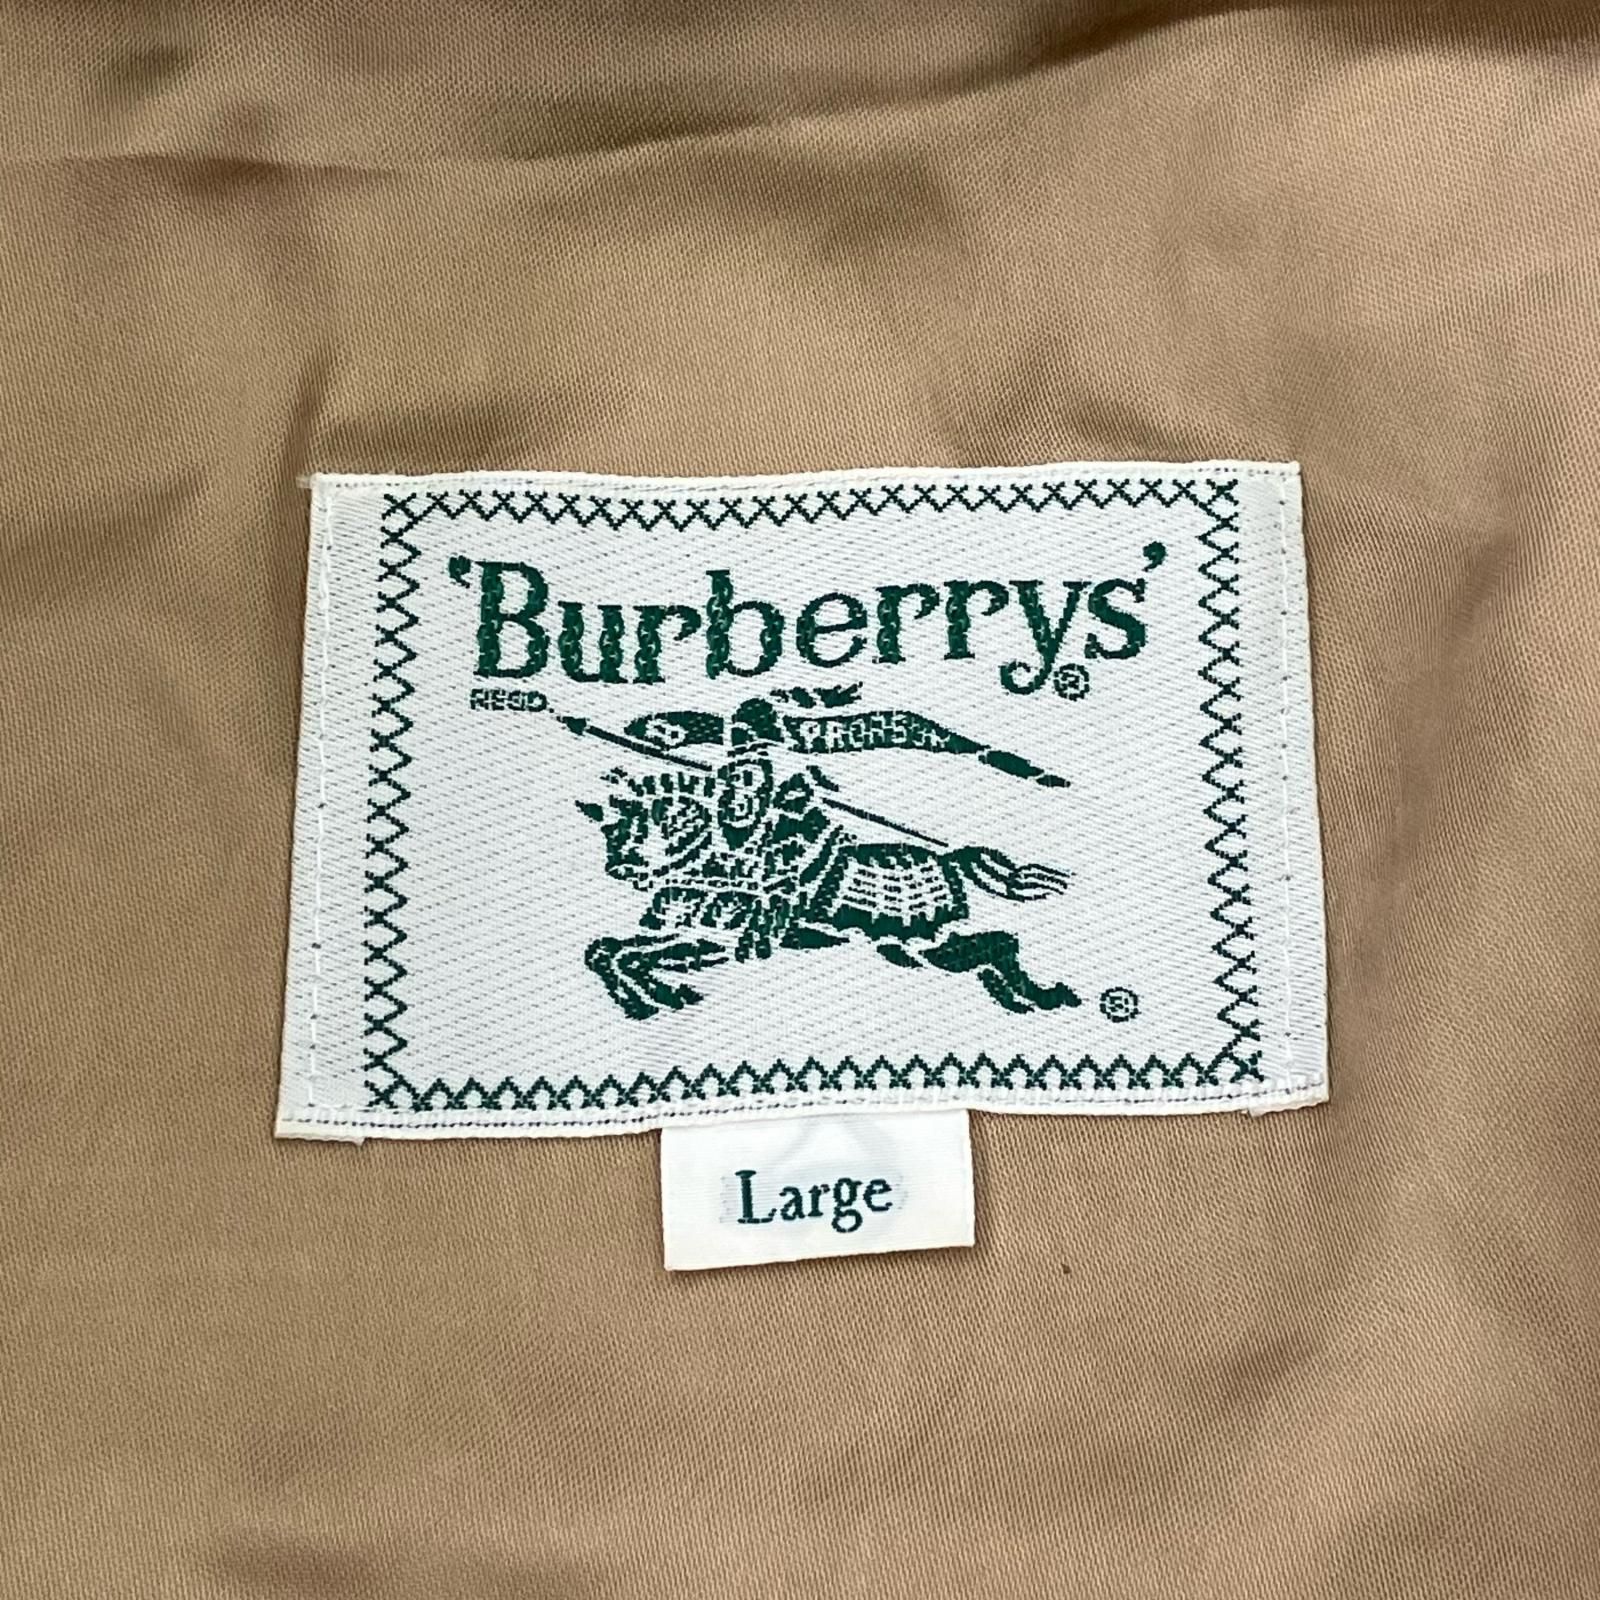 'Burberrys'®
REGD.
PRORSUM
®
Large